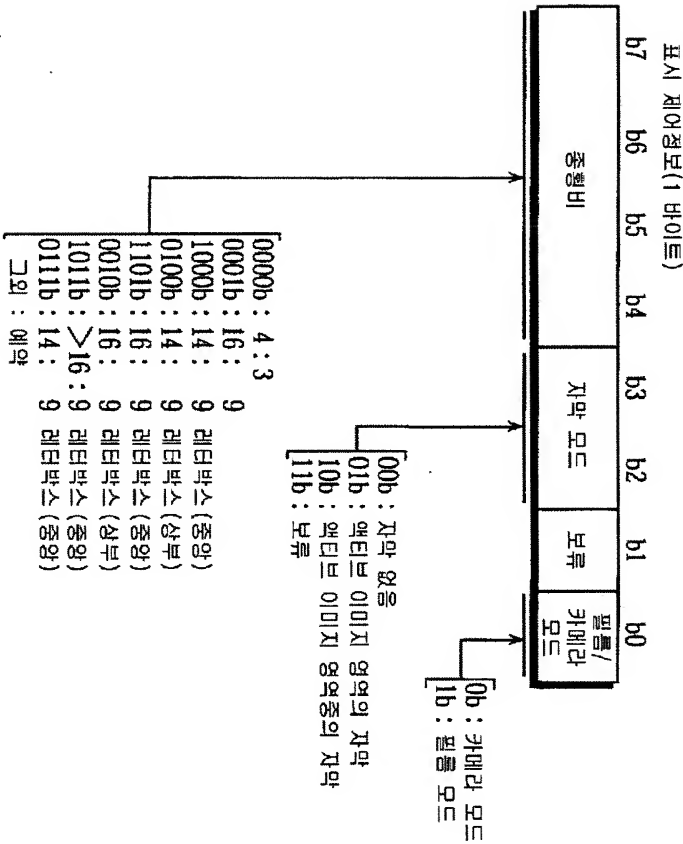 표시 제어정보(1 바이트)
b7 b6 b5 b4 b3 b2 b1 b0
종횡비
자막 모드
보류
필름/
카메라
모드
0b : 카메라 모드
1b : 필름 모드
00b : 자막 없음
01b : 액티브 이미지 영역의 자막
10b : 액티브 이미지 영역중의 자막
11b : 보류
0000b : 4 : 3
0001b : 16 : 9
1000b : 14 : 9 레터박스(중앙)
0100b : 14 : 9 레터박스(상부)
1101b : 16 : 9 레터박스(중앙)
0010b : 16 : 9 레터박스(상부)
1011b : >16 : 9 레터박스(중앙)
0111b : 14 : 9 레터박스(중앙)
그외 : 예약